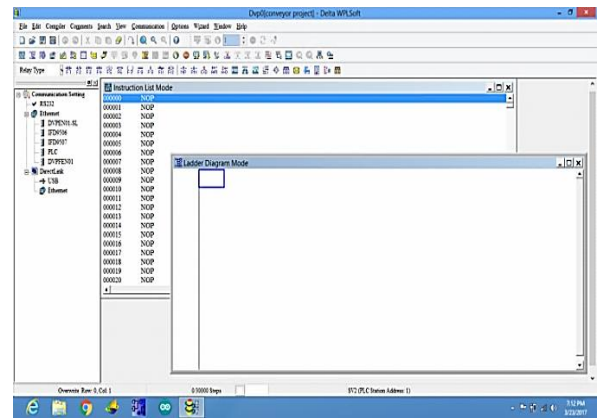 Dvp0[conveyor project] - Delta WPLSoft
File Edit Compiler Comments Search View Communication Options Wizard Window Help
Relay Type
Communication Setting
RS232
Ethernet
DVPEN01-SL
IFD9506
IFD9507
PLC
DVPFEN01
DirectLink
USB
Ethernet
Instruction List Mode
000000 NOP
000001 NOP
000002 NOP
000003 NOP
000004 NOP
000005 NOP
000006 NOP
000007 NOP
000008 NOP
000009 NOP
000010 NOP
000011 NOP
000012 NOP
000013 NOP
000014 NOP
000015 NOP
000016 NOP
000017 NOP
000018 NOP
000019 NOP
000020 NOP
Ladder Diagram Mode
Overwrite Row: 0, Col: 1
SV2 (PLC Station Address: 1)
7:12 PM
3/23/2017